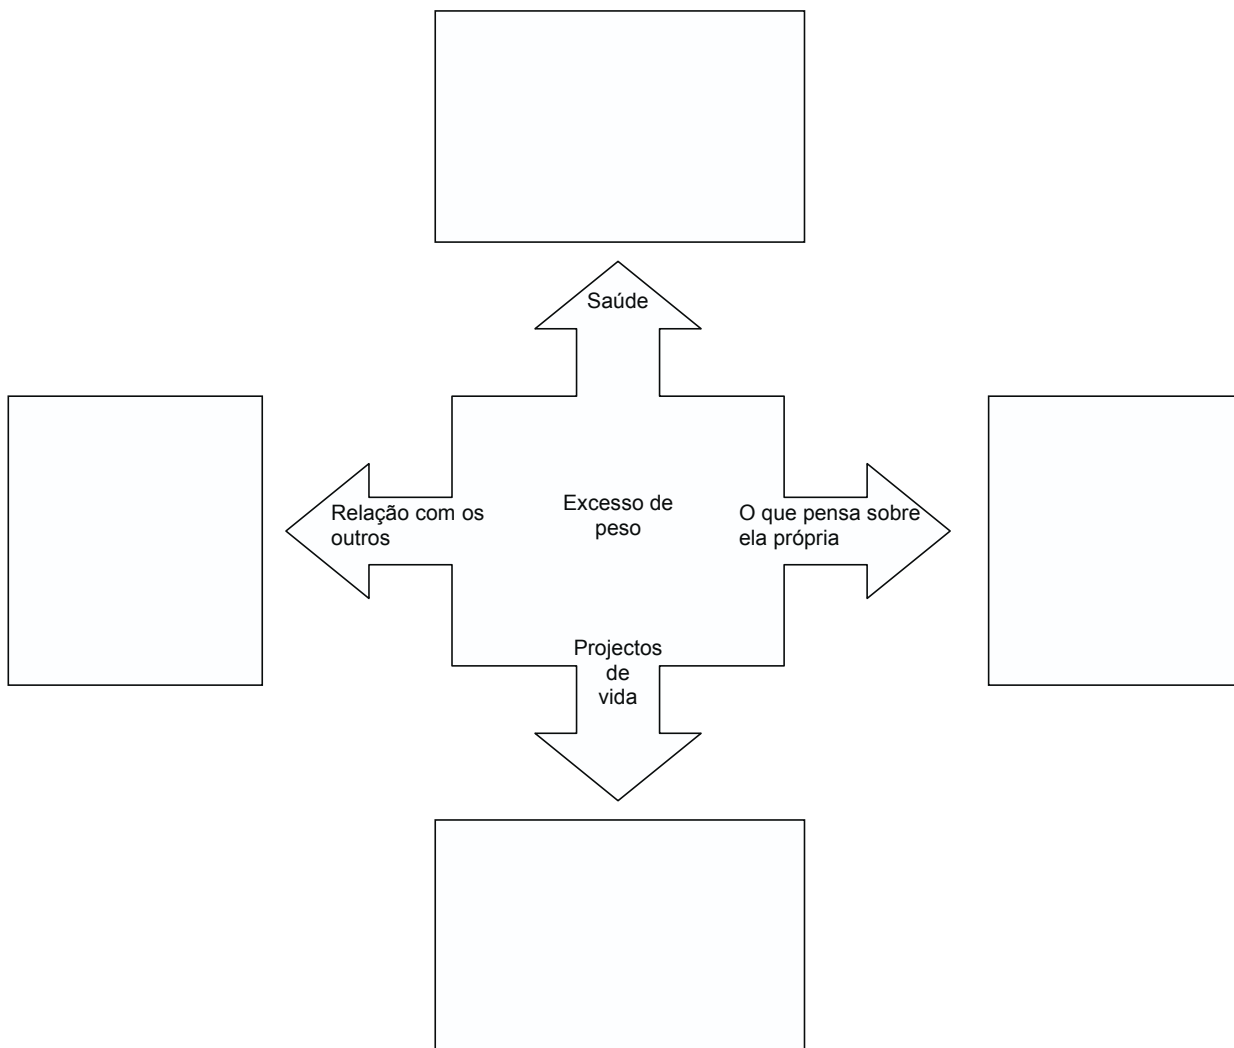 Saúde
Relação com os
outros
Excesso de
peso
O que pensa sobre
ela própria
Projectos
de
vida